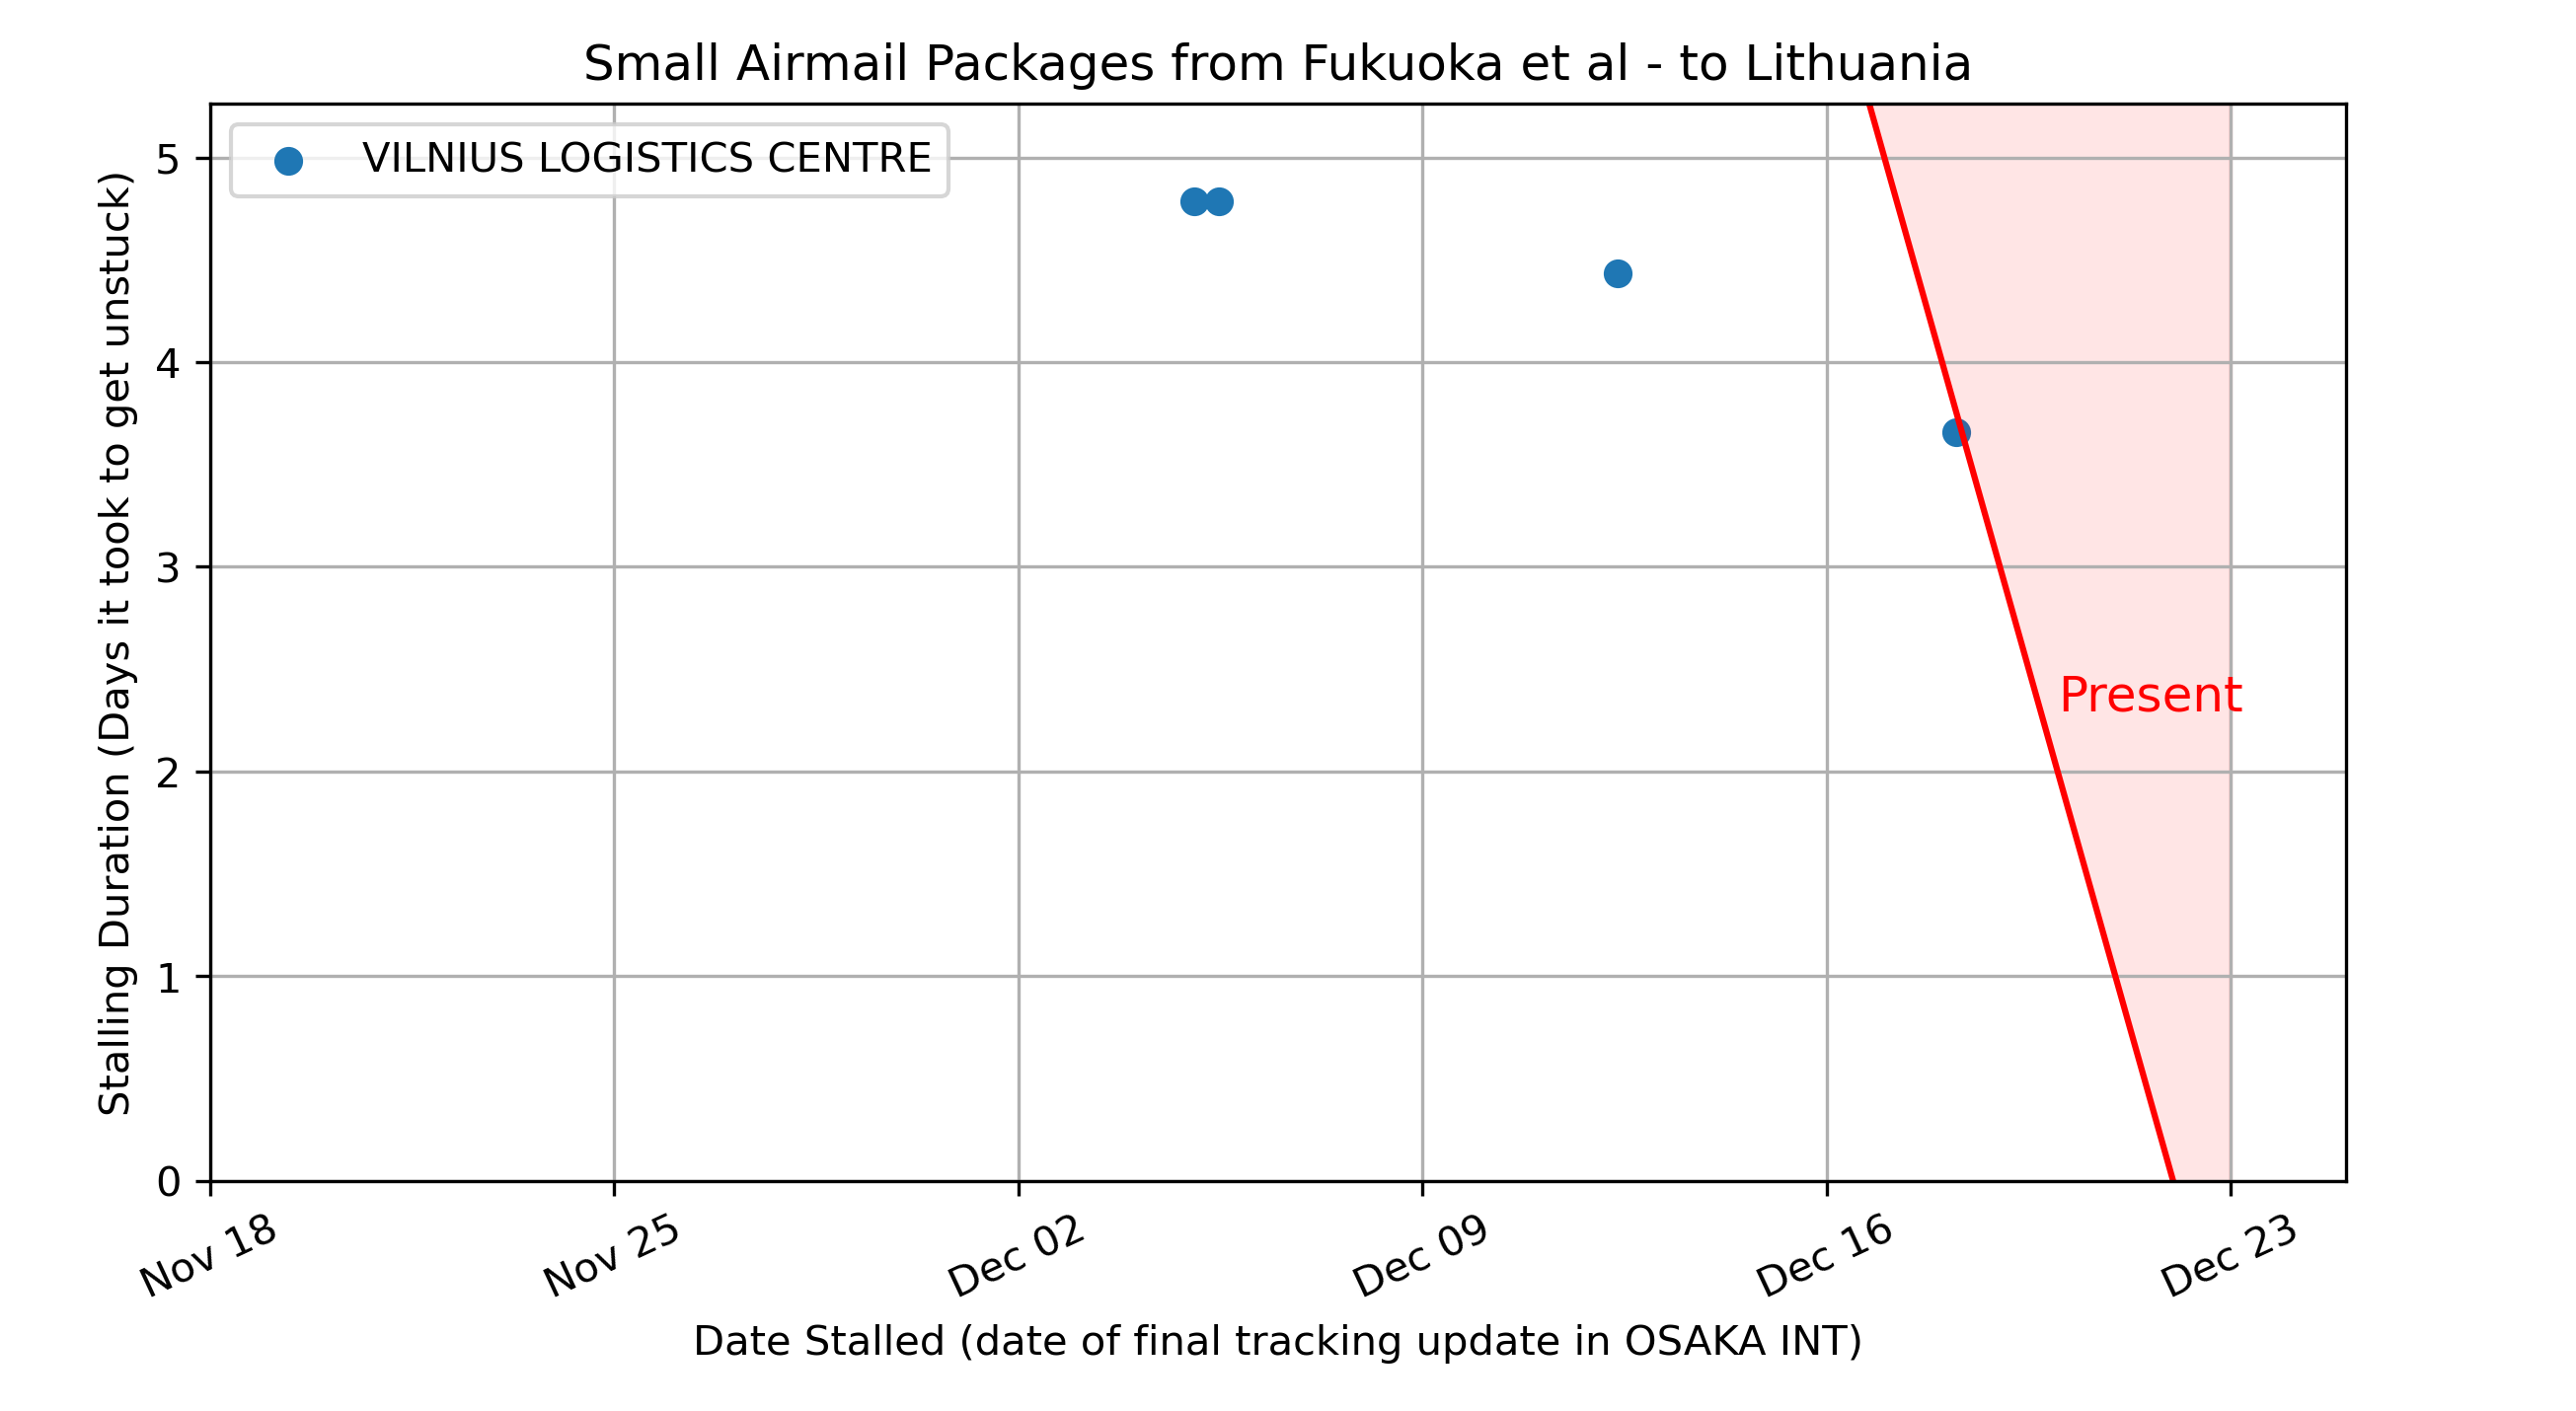 Small Airmail Packages from Fukuoka et al - to Lithuania
VILNIUS LOGISTICS CENTRE
Stalling Duration (Days it took to get unstuck)
5
4
3
2
1
0
Present
Nov 18
Nov 25
Dec 02
Dec 09
Dec 16
Dec 23
Date Stalled (date of final tracking update in OSAKA INT)